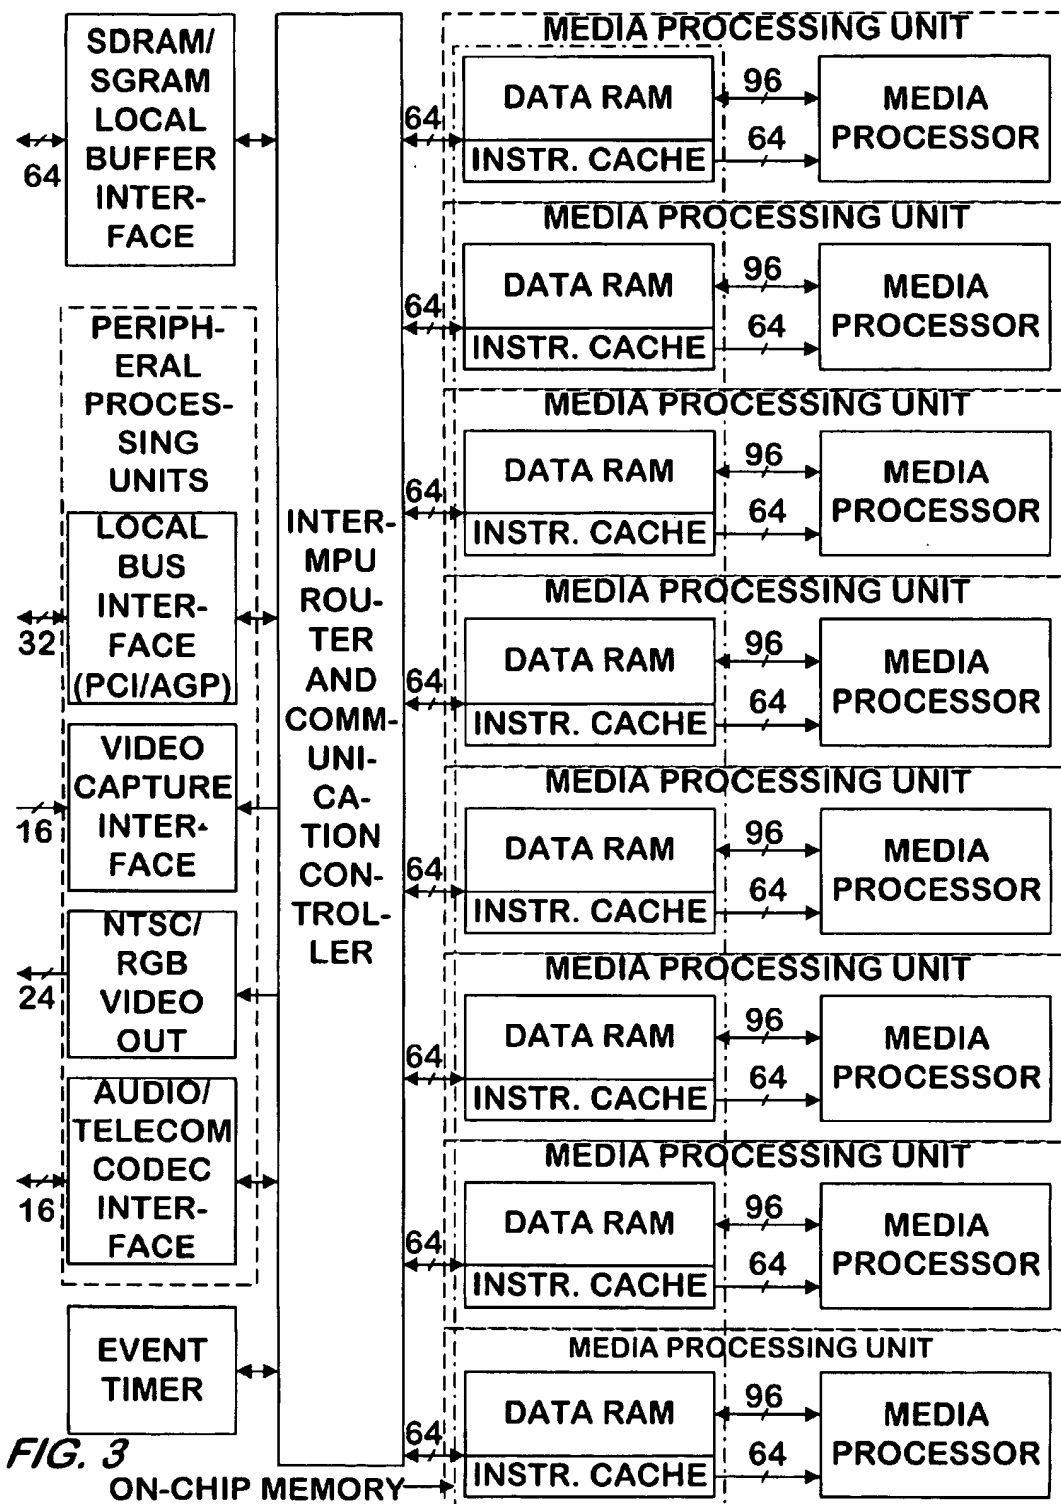 SDRAM/
SGRAM
LOCAL
BUFFER
INTER-
FACE
64
PERIPH-
ERAL
PROCES-
SING
UNITS
LOCAL
BUS
INTER-
FACE
(PCI/AGP)
32
VIDEO
CAPTURE
INTER-
FACE
16
NTSC/
RGB
VIDEO
OUT
24
AUDIO/
TELECOM
CODEC
INTER-
FACE
16
EVENT
TIMER
INTER-
MPU
ROU-
TER
AND
COMM-
UNI-
CA-
TION
CON-
TROL-
LER
MEDIA PROCESSING UNIT
64
DATA RAM
INSTR. CACHE
96
64
MEDIA
PROCESSOR
MEDIA PROCESSING UNIT
64
DATA RAM
INSTR. CACHE
96
64
MEDIA
PROCESSOR
MEDIA PROCESSING UNIT
64
DATA RAM
INSTR. CACHE
96
64
MEDIA
PROCESSOR
MEDIA PROCESSING UNIT
64
DATA RAM
INSTR. CACHE
96
64
MEDIA
PROCESSOR
MEDIA PROCESSING UNIT
64
DATA RAM
INSTR. CACHE
96
64
MEDIA
PROCESSOR
MEDIA PROCESSING UNIT
64
DATA RAM
INSTR. CACHE
96
64
MEDIA
PROCESSOR
MEDIA PROCESSING UNIT
64
DATA RAM
INSTR. CACHE
96
64
MEDIA
PROCESSOR
MEDIA PROCESSING UNIT
64
DATA RAM
INSTR. CACHE
96
64
MEDIA
PROCESSOR
FIG. 3
ON-CHIP MEMORY